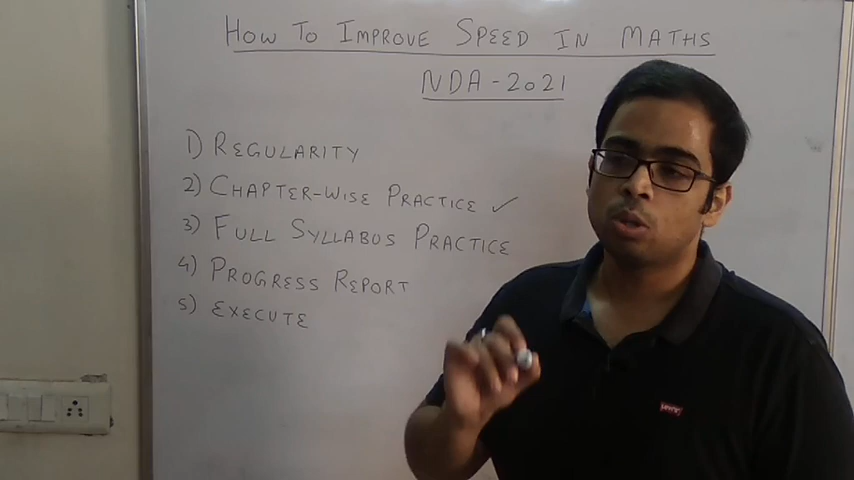 HOW TO IMPROVE SPEED IN MATHS
NDA-2021
1) REGULARITY
2) CHAPTER-WISE PRACTICE ✓
3) FULL SYLLABUS PRACTICE
4) PROGRESS REPORT
5) EXECUTE
Levi's